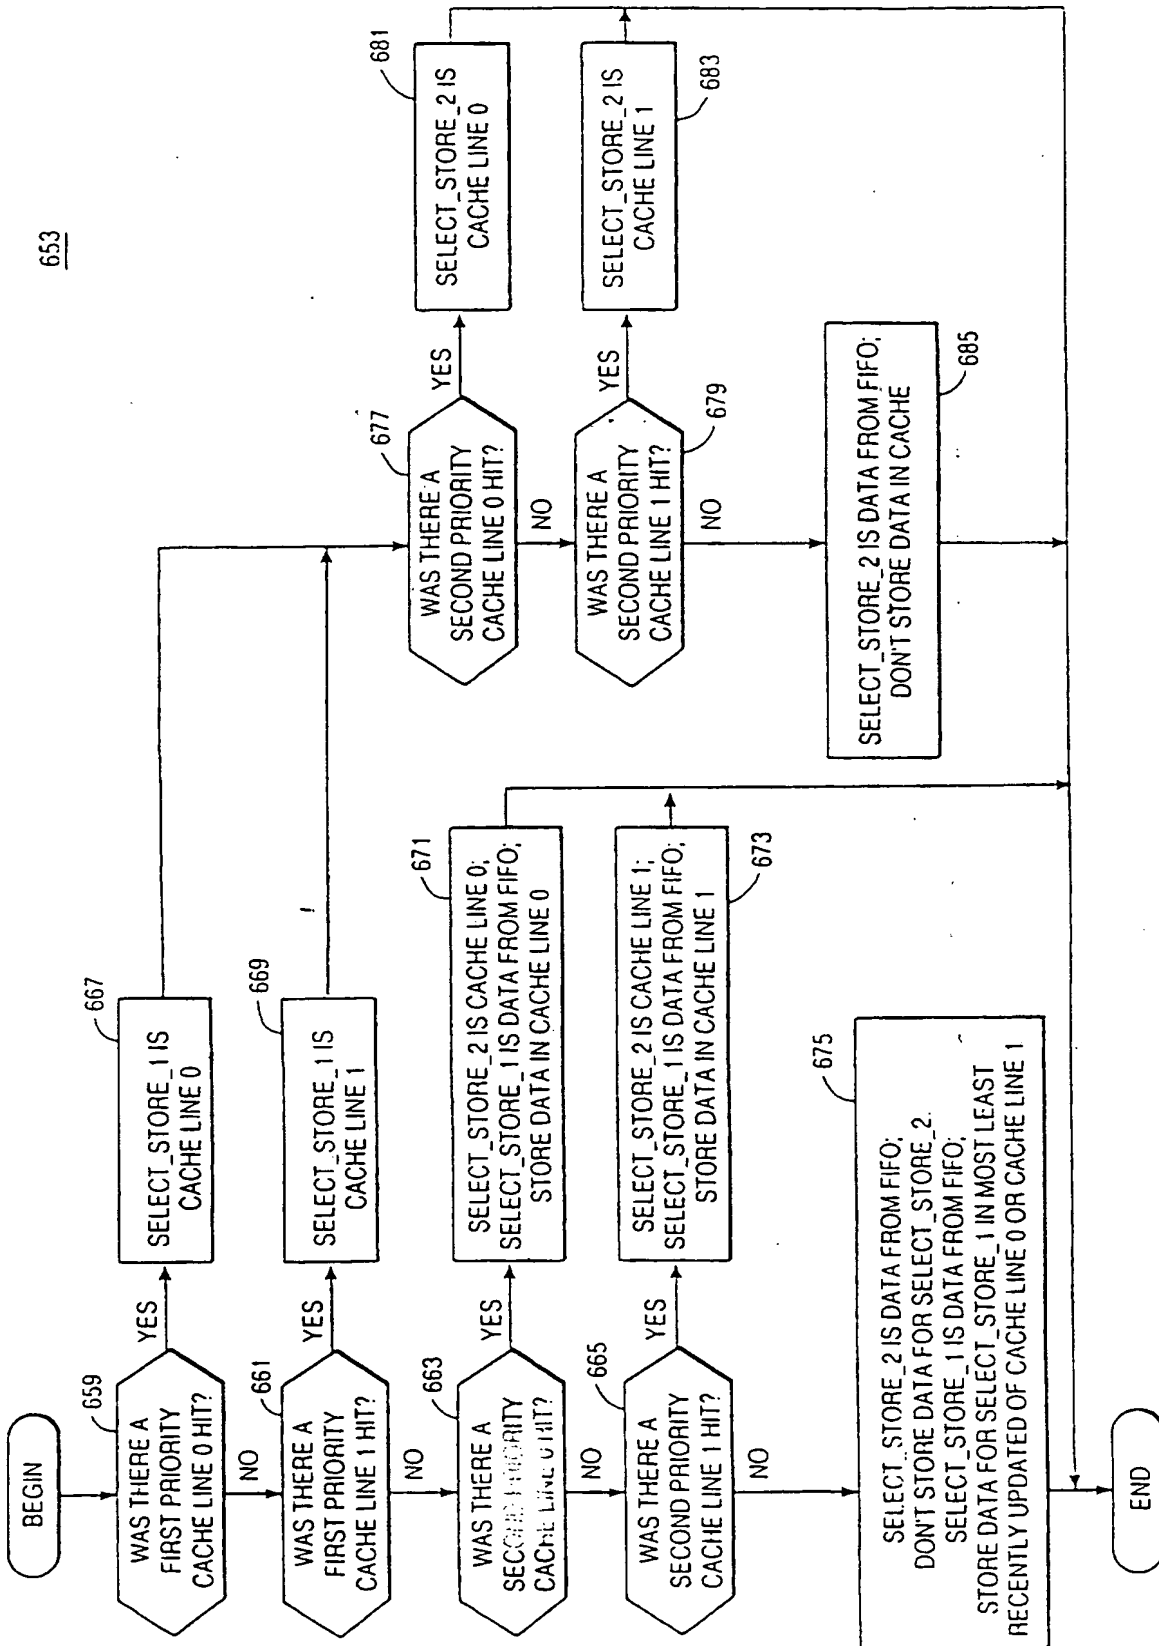 653
BEGIN
659
WAS THERE A
FIRST PRIORITY
CACHE LINE 0 HIT?
YES
NO
667
SELECT_STORE_1 IS
CACHE LINE 0
661
WAS THERE A
FIRST PRIORITY
CACHE LINE 1 HIT?
YES
NO
669
SELECT_STORE_1 IS
CACHE LINE 1
663
WAS THERE A
SECOND PRIORITY
CACHE LINE 0 HIT?
YES
NO
671
SELECT_STORE_2 IS CACHE LINE 0;
SELECT_STORE_1 IS DATA FROM FIFO;
STORE DATA IN CACHE LINE 0
665
WAS THERE A
SECOND PRIORITY
CACHE LINE 1 HIT?
YES
NO
673
SELECT_STORE_2 IS CACHE LINE 1;
SELECT_STORE_1 IS DATA FROM FIFO;
STORE DATA IN CACHE LINE 1
675
SELECT_STORE_2 IS DATA FROM FIFO;
DON'T STORE DATA FOR SELECT_STORE_2.
SELECT_STORE_1 IS DATA FROM FIFO;
STORE DATA FOR SELECT_STORE_1 IN MOST LEAST
RECENTLY UPDATED OF CACHE LINE 0 OR CACHE LINE 1
677
WAS THERE A
SECOND PRIORITY
CACHE LINE 0 HIT?
YES
NO
681
SELECT_STORE_2 IS
CACHE LINE 0
679
WAS THERE A
SECOND PRIORITY
CACHE LINE 1 HIT?
YES
NO
683
SELECT_STORE_2 IS
CACHE LINE 1
685
SELECT_STORE_2 IS DATA FROM FIFO;
DON'T STORE DATA IN CACHE
END